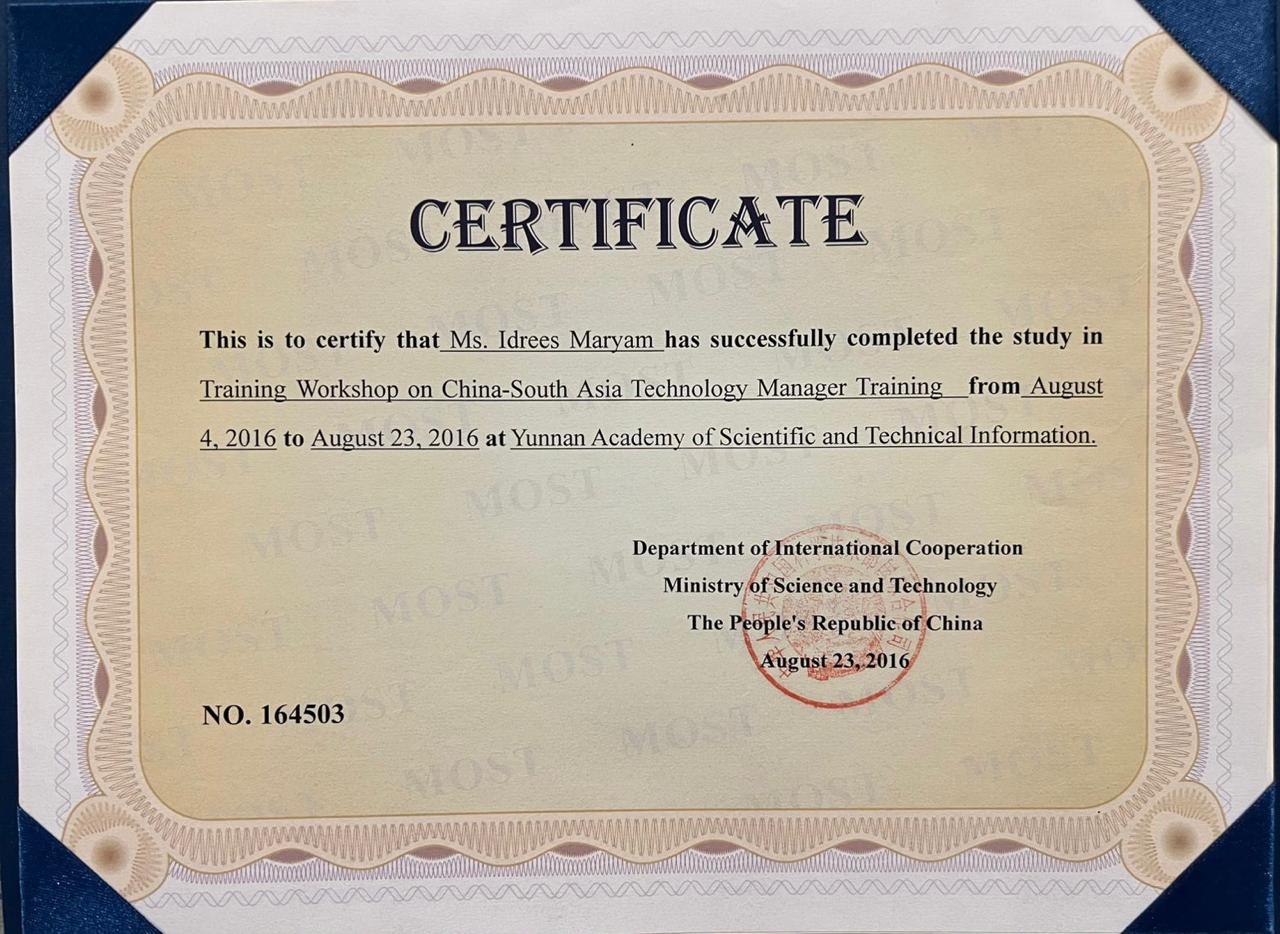 CERTIFICATE
This is to certify that Ms. Idrees Maryam has successfully completed the study in
Training Workshop on China-South Asia Technology Manager Training from August
4, 2016 to August 23, 2016 at Yunnan Academy of Scientific and Technical Information.
Department of International Cooperation
Ministry of Science and Technology
The People's Republic of China
August 23, 2016
NO. 164503
MOST